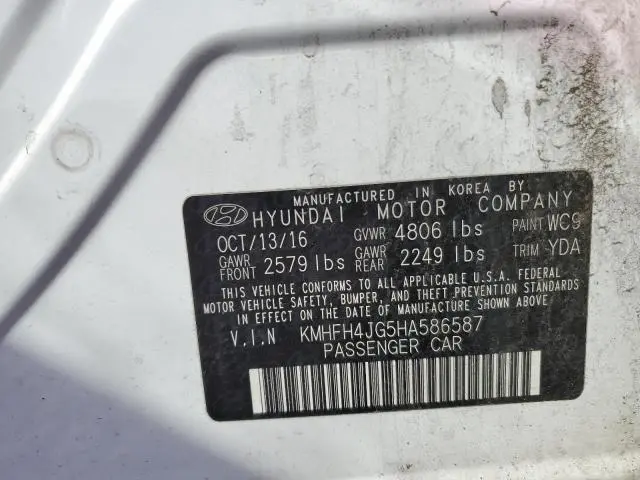 MANUFACTURED IN KOREA BY
HYUNDAI MOTOR COMPANY
OCT/13/16 GVWR 4806 lbs PAINT WC9
GAWR FRONT 2579 lbs GAWR REAR 2249 lbs TRIM YDA
THIS VEHICLE CONFORMS TO ALL APPLICABLE U.S.A. FEDERAL
MOTOR VEHICLE SAFETY, BUMPER, AND THEFT PREVENTION
STANDARDS IN EFFECT ON THE DATE OF MANUFACTURE SHOWN ABOVE
V.I.N KMHFH4JG5HA586587
PASSENGER CAR